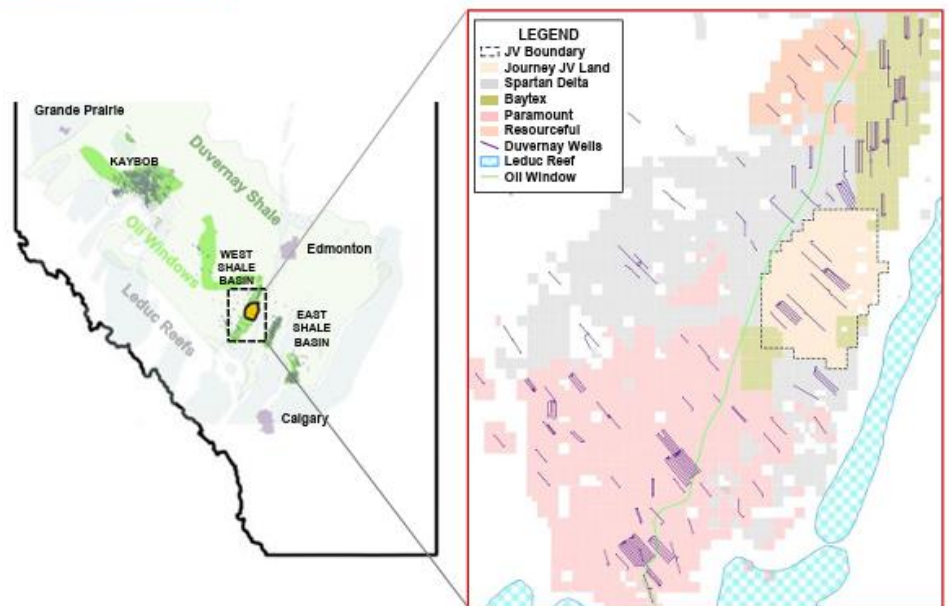 Grande Prairie
KAYBOB
Duvernay Shale
Oil Windows
WEST
SHALE
BASIN
Edmonton
Leduc Reefs
EAST
SHALE
BASIN
Calgary
LEGEND
JV Boundary
Journey JV Land
Spartan Delta
Baytex
Paramount
Resourceful
Duvernay Wells
Leduc Reef
Oil Window